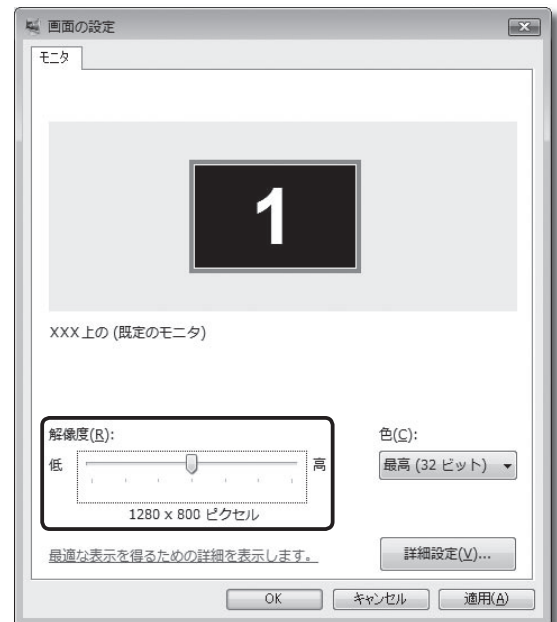 画面の設定
モニタ
1
XXX上の (既定のモニタ)
解像度(R):
色(C):
低
高
最高 (32 ビット)
1280 x 800 ピクセル
最適な表示を得るための詳細を表示します。
詳細設定(V)...
OK
キャンセル
適用(A)